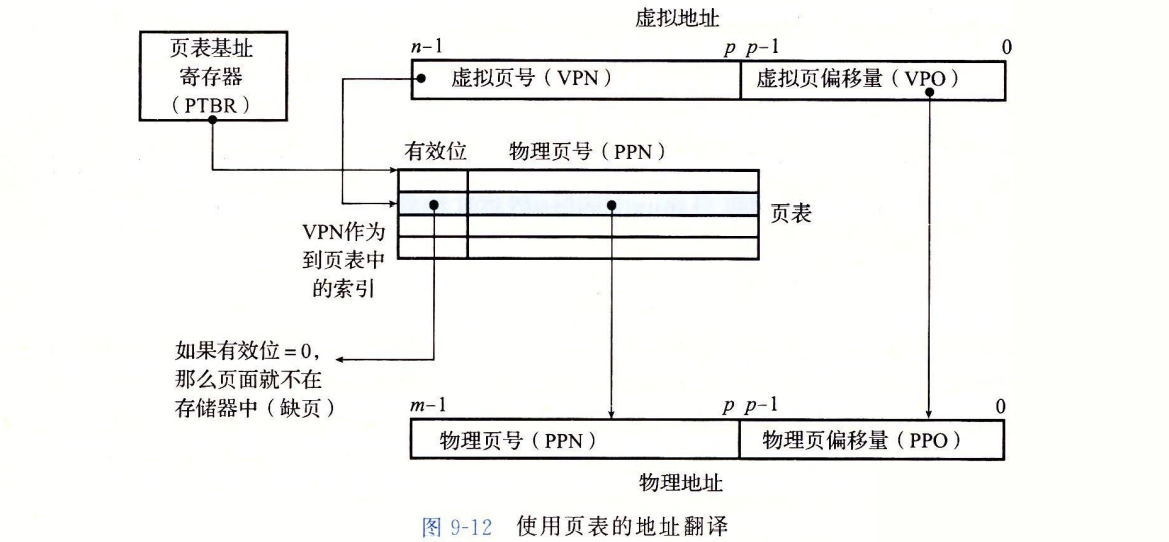 虚拟地址
页表基址
寄存器
（PTBR）
n-1
p p-1
0
虚拟页号（VPN）
虚拟页偏移量（VPO）
有效位
物理页号（PPN）
页表
VPN作为
到页表中
的索引
如果有效位=0，
那么页面就不在
存储器中（缺页）
m-1
p p-1
0
物理页号（PPN）
物理页偏移量（PPO）
物理地址
图 9-12 使用页表的地址翻译